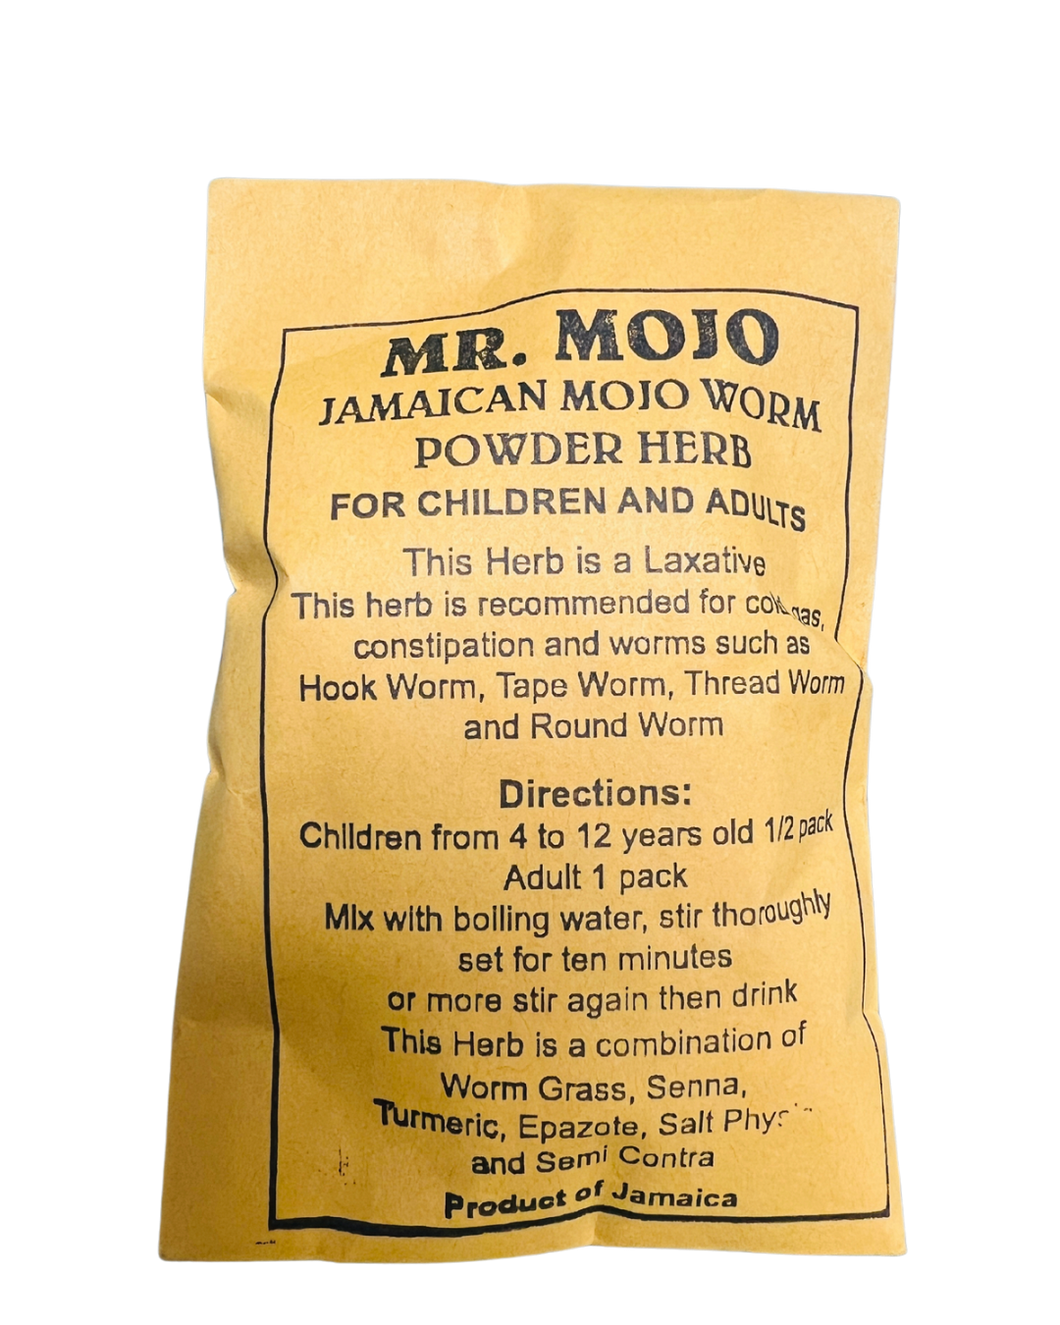 MR. MOJO
JAMAICAN MOJO WORM
POWDER HERB
FOR CHILDREN AND ADULTS
This Herb is a Laxative
This herb is recommended for gas,
constipation and worms such as
Hook Worm, Tape Worm, Thread Worm
and Round Worm
Directions:
Children from 4 to 12 years old 1/2 pack
Adult 1 pack
Mix with boiling water, stir thoroughly
set for ten minutes
or more stir again then drink
This Herb is a combination of
Worm Grass, Senna,
Turmeric, Epazote, Salt
and Semi Contra
Product of Jamaica